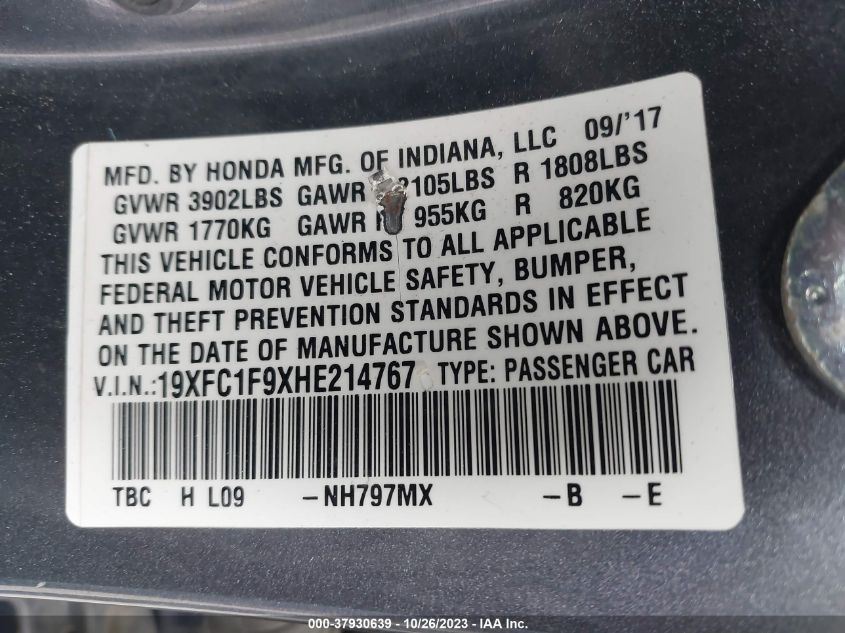 MFD. BY HONDA MFG. OF INDIANA, LLC 09/'17
GVWR 3902LBS GAWR 2105LBS R 1808LBS
GVWR 1770KG GAWR 955KG R 820KG
THIS VEHICLE CONFORMS TO ALL APPLICABLE
FEDERAL MOTOR VEHICLE SAFETY, BUMPER,
AND THEFT PREVENTION STANDARDS IN EFFECT
ON THE DATE OF MANUFACTURE SHOWN ABOVE.
V.I.N.:19XFC1F9XHE214767 TYPE: PASSENGER CAR
TBC H L09 -NH797MX -B -E
000-37930639 - 10/26/2023 - IAA Inc.